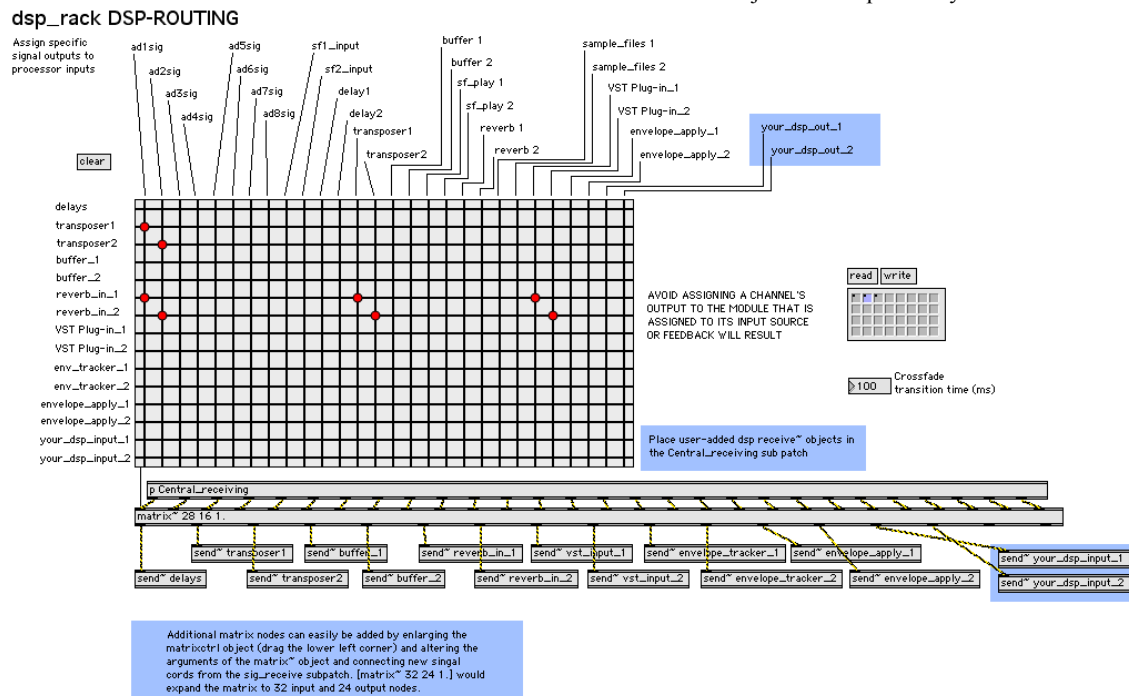 dsp_rack DSP-ROUTING
Assign specific
signal outputs to
processor inputs
ad1sig
ad2sig
ad3sig
ad4sig
ad5sig
ad6sig
ad7sig
ad8sig
sf1_input
sf2_input
delay1
delay2
transposer1
transposer2
buffer 1
buffer 2
sf_play 1
sf_play 2
reverb 1
reverb 2
sample_files 1
sample_files 2
VST Plug-in_1
VST Plug-in_2
envelope_apply_1
envelope_apply_2
your_dsp_out_1
your_dsp_out_2
clear
delays
transposer1
transposer2
buffer_1
buffer_2
reverb_in_1
reverb_in_2
VST Plug-in_1
VST Plug-in_2
env_tracker_1
env_tracker_2
envelope_apply_1
envelope_apply_2
your_dsp_input_1
your_dsp_input_2
AVOID ASSIGNING A CHANNEL'S
OUTPUT TO THE MODULE THAT IS
ASSIGNED TO ITS INPUT SOURCE
OR FEEDBACK WILL RESULT
read
write
100
Crossfade
transition time (ms)
Place user-added dsp receive~ objects in
the Central_receiving sub patch
p Central_receiving
matrix~ 28 16 1.
send~ transposer1
send~ buffer_1
send~ reverb_in_1
send~ vst_input_1
send~ envelope_tracker_1
send~ envelope_apply_1
send~ your_dsp_input_1
send~ delays
send~ transposer2
send~ buffer_2
send~ reverb_in_2
send~ vst_input_2
send~ envelope_tracker_2
send~ envelope_apply_2
send~ your_dsp_input_2
Additional matrix nodes can easily be added by enlarging the
matrixctrl object (drag the lower left corner) and altering the
arguments of the matrix~ object and connecting new singal
cords from the sig_receive subpatch. [matrix~ 32 24 1.] would
expand the matrix to 32 input and 24 output nodes.